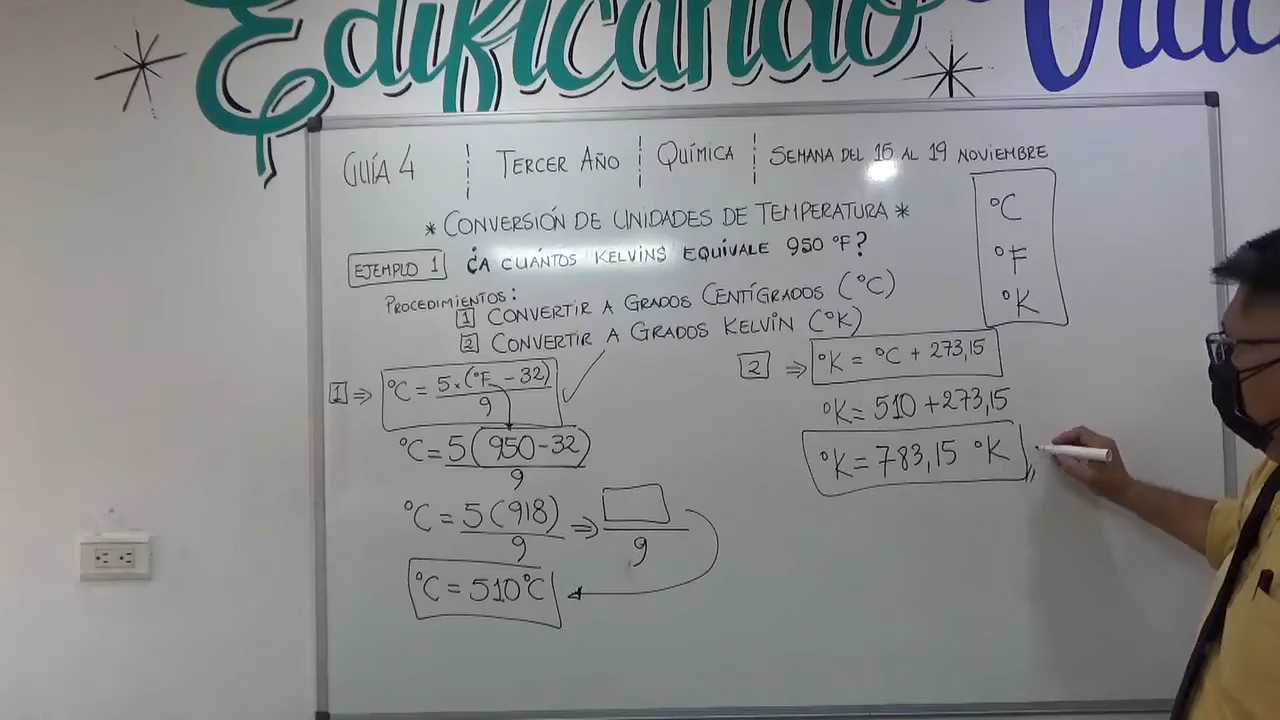 Edificando Vida
GUÍA 4 | TERCER AÑO | QUÍMICA | SEMANA DEL 15 AL 19 NOVIEMBRE
* CONVERSIÓN DE UNIDADES DE TEMPERATURA *
EJEMPLO 1 ¿A CUÁNTOS KELVINS EQUIVALE 950 °F?
PROCEDIMIENTOS:
1 CONVERTIR A GRADOS CENTÍGRADOS (°C)
2 CONVERTIR A GRADOS KELVIN (°K)
°C
°F
°K
1 ⇒ °C = 5 x (°F - 32) / 9
°C = 5 (950 - 32) / 9
°C = 5 (918) / 9 ⇒ □ / 9
°C = 510 °C
2 ⇒ °K = °C + 273,15
°K = 510 + 273,15
°K = 783,15 °K